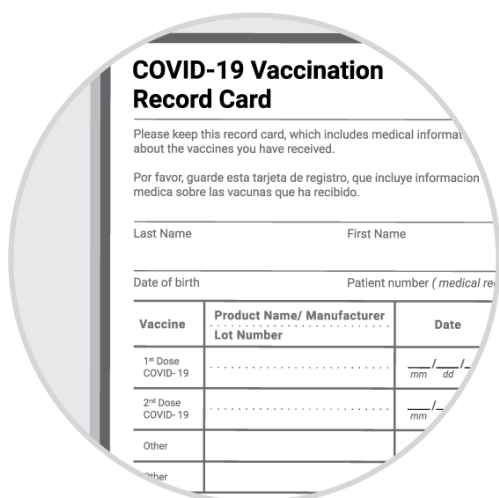 COVID-19 Vaccination
Record Card
Please keep this record card, which includes medical
about the vaccines you have received.
Por favor, guarde esta tarjeta de registro, que incluye informacion
medica sobre las vacunas que ha recibido.
Last Name First Name
Date of birth Patient number ( medical
Vaccine Product Name/ Manufacturer Date
Lot Number
1st Dose
COVID- 19
mm dd
2nd Dose
COVID- 19
mm
Other
Other